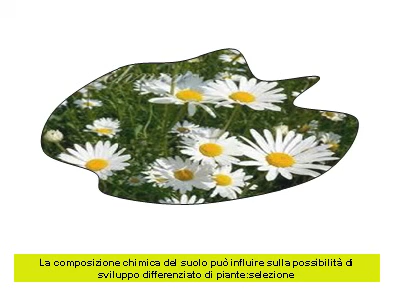 La composizione chimica del suolo può influire sulla possibilità di
sviluppo differenziato di piante:selezione